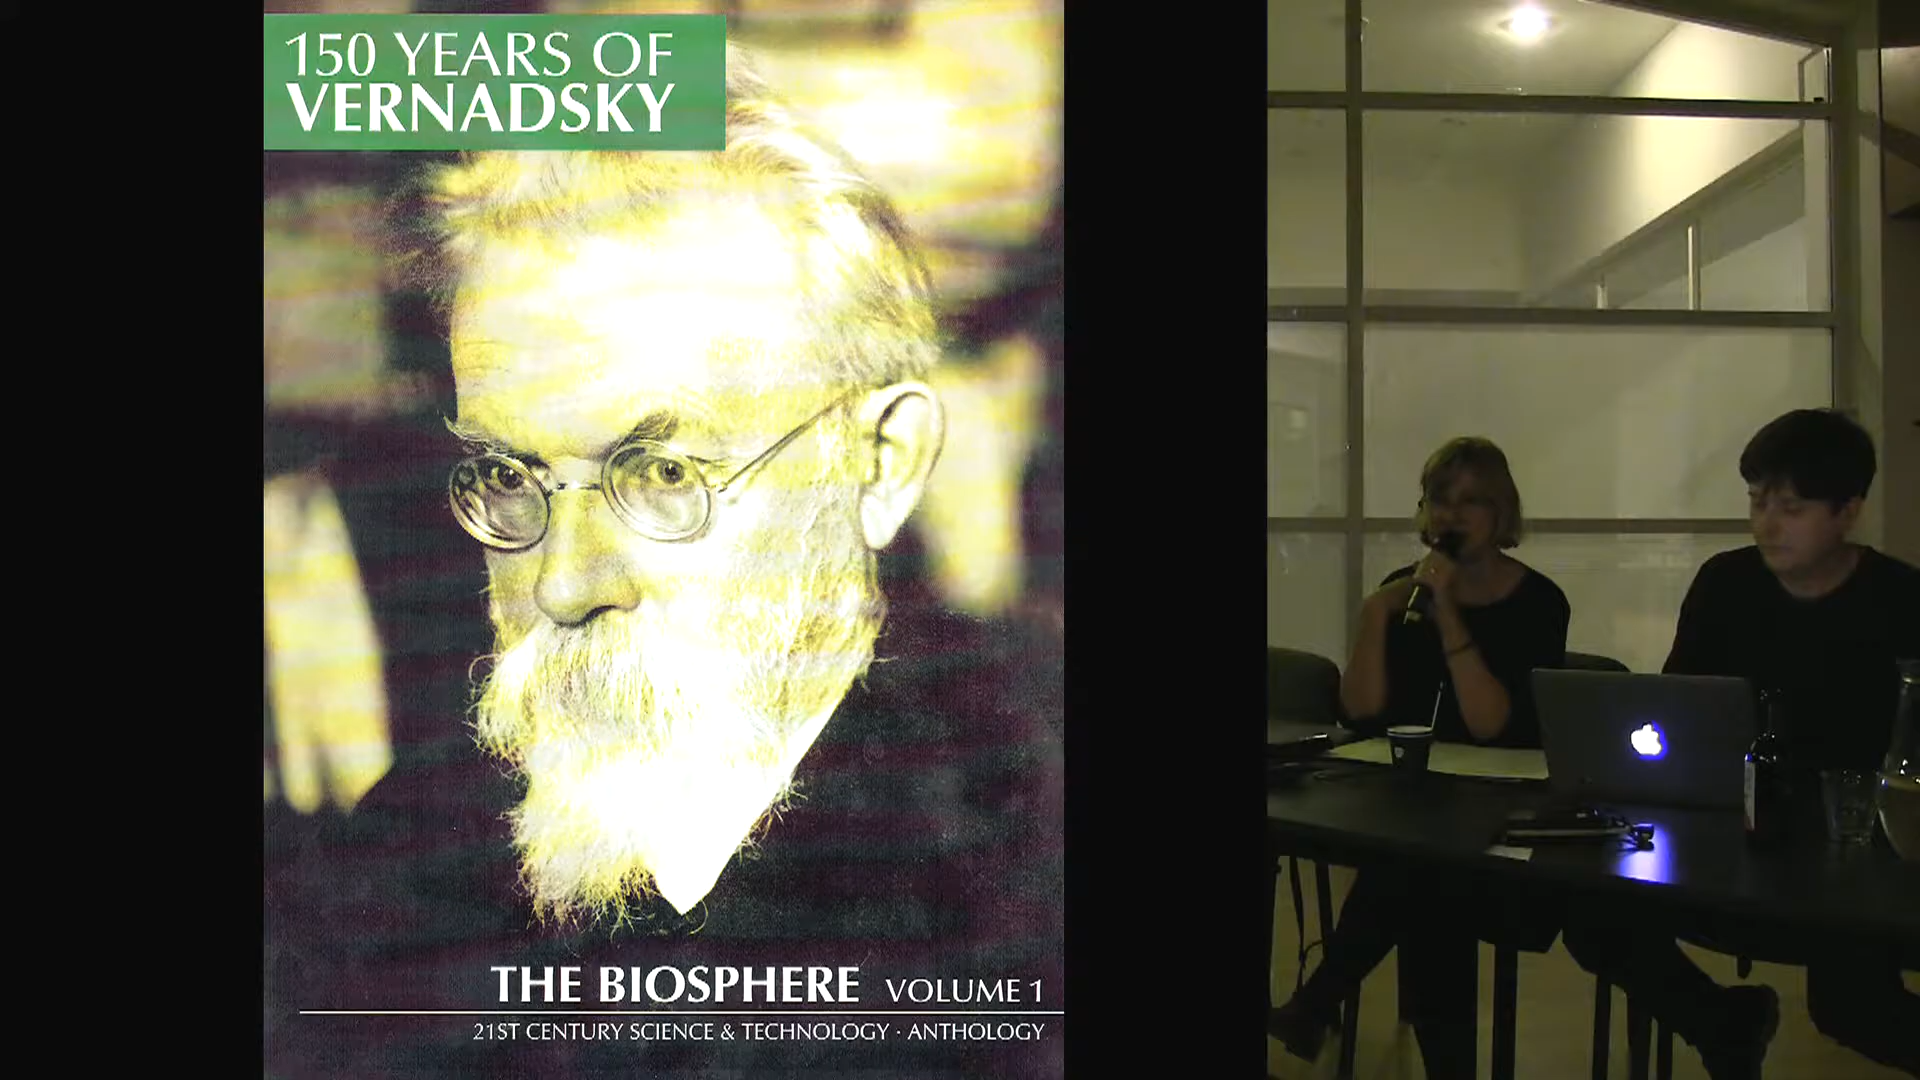 150 YEARS OF
VERNADSKY
THE BIOSPHERE VOLUME 1
21ST CENTURY SCIENCE & TECHNOLOGY · ANTHOLOGY